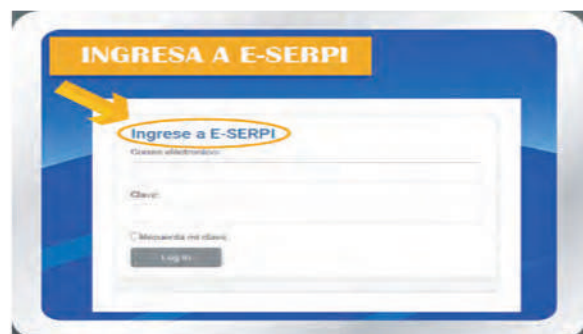 INGRESA A E-SERPI
Ingrese a E-SERPI
Correo electrónico:
Clave:
Recuerda mi clave.
Log In